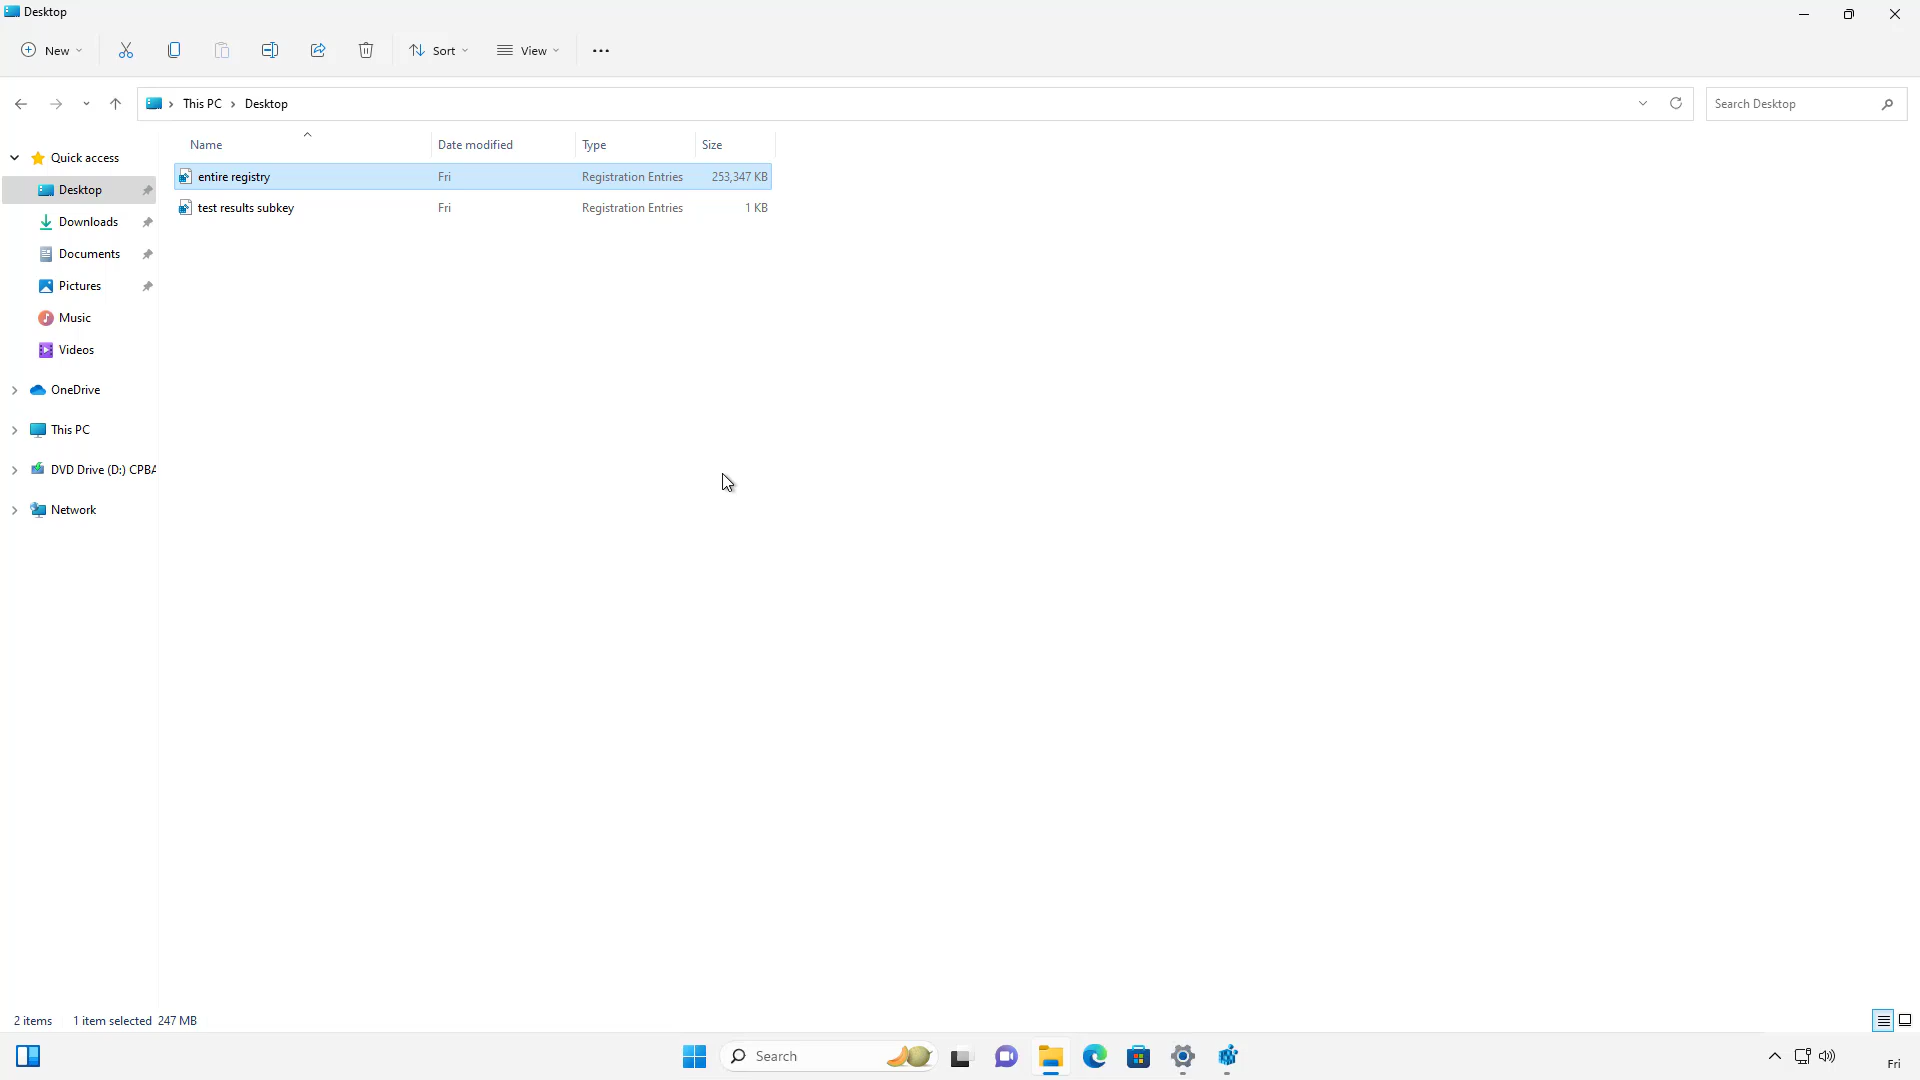 Desktop
New
Sort
View
This PC
Desktop
Search Desktop
Name
Date modified
Type
Size
Quick access
Desktop
Downloads
Documents
Pictures
Music
Videos
OneDrive
This PC
DVD Drive (D:) CPBA
Network
entire registry Fri Registration Entries 253,347 KB
test results subkey Fri Registration Entries 1 KB
2 items 1 item selected 247 MB
Search
Fri